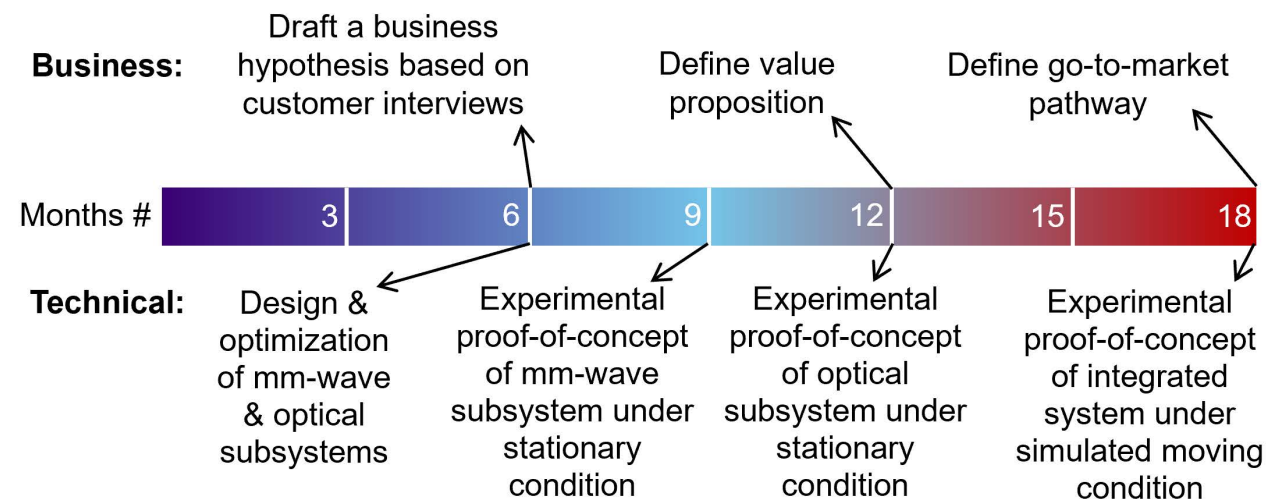 Business:
Draft a business
hypothesis based on
customer interviews
Define value
proposition
Define go-to-market
pathway
Months #
3
6
9
12
15
18
Technical:
Design &
optimization
of mm-wave
& optical
subsystems
Experimental
proof-of-concept
of mm-wave
subsystem under
stationary
condition
Experimental
proof-of-concept
of optical
subsystem under
stationary
condition
Experimental
proof-of-concept
of integrated
system under
simulated moving
condition